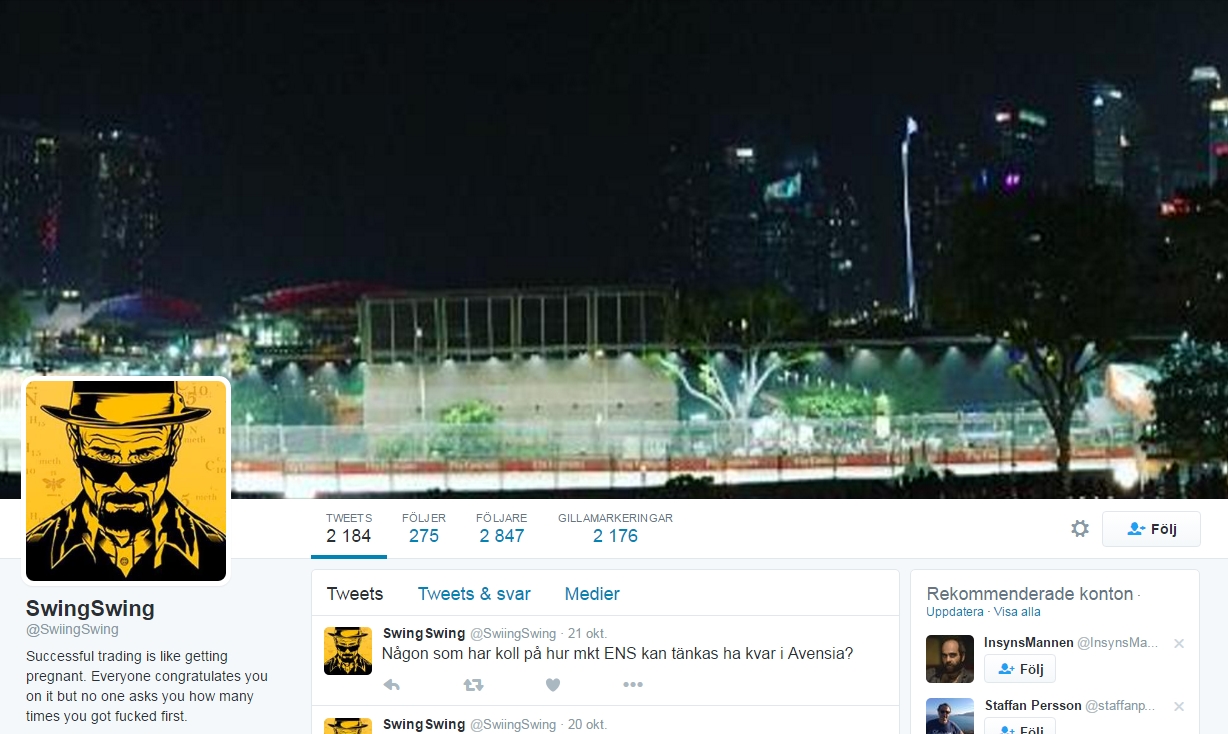 TWEETS FÖLJER FÖLJARE GILLAMARKERINGAR
2 184 275 2 847 2 176
Följ
SwingSwing
@SwiingSwing
Successful trading is like getting
pregnant. Everyone congratulates you
on it but no one asks you how many
times you got fucked first.
Tweets Tweets & svar Medier
SwingSwing @SwiingSwing · 21 okt.
Någon som har koll på hur mkt ENS kan tänkas ha kvar i Avensia?
SwingSwing @SwiingSwing · 20 okt.
Rekommenderade konton ·
Uppdatera · Visa alla
InsynsMannen @InsynsMa...
Följ
Staffan Persson @staffanp...
Följ
meth
meth
meth